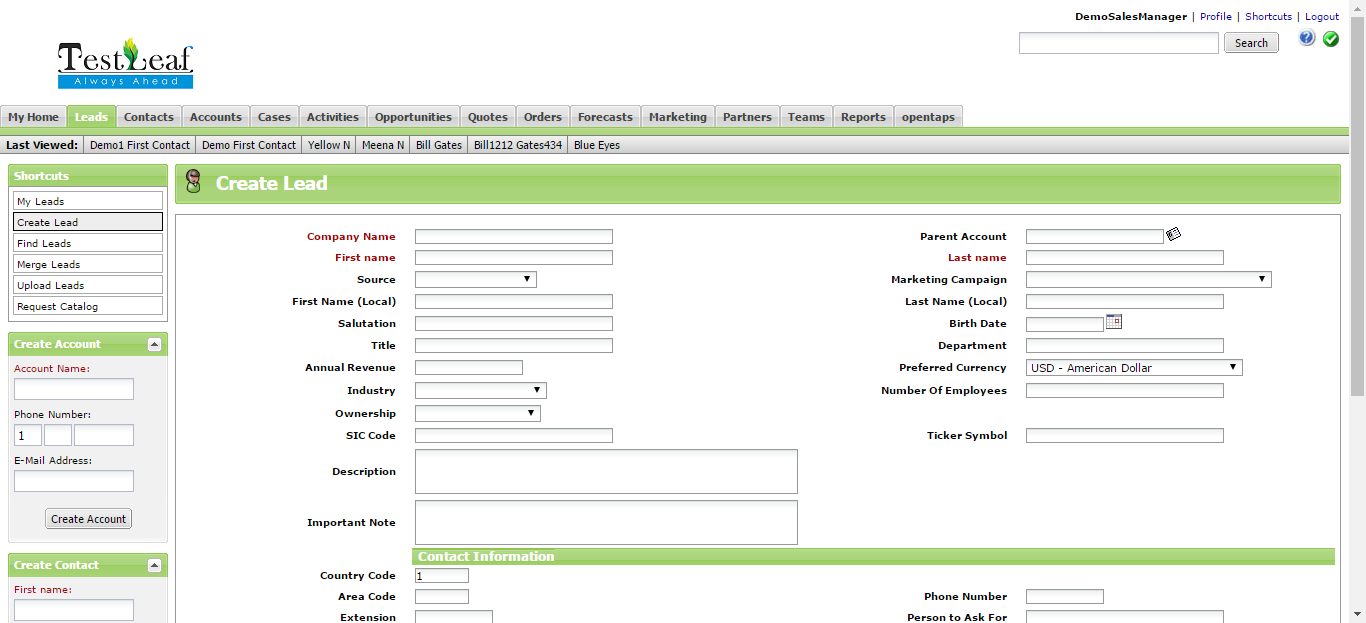 DemoSalesManager | Profile | Shortcuts | Logout
Search
TestLeaf
Always Ahead
My Home Leads Contacts Accounts Cases Activities Opportunities Quotes Orders Forecasts Marketing Partners Teams Reports opentaps
Last Viewed: Demo1 First Contact Demo First Contact Yellow N Meena N Bill Gates Bill1212 Gates434 Blue Eyes
Shortcuts
My Leads
Create Lead
Find Leads
Merge Leads
Upload Leads
Request Catalog
Create Account
Account Name:
Phone Number:
1
E-Mail Address:
Create Account
Create Contact
First name:
Create Lead
Company Name Parent Account
First name Last name
Source Marketing Campaign
First Name (Local) Last Name (Local)
Salutation Birth Date
Title Department
Annual Revenue Preferred Currency USD - American Dollar
Industry Number Of Employees
Ownership
SIC Code Ticker Symbol
Description
Important Note
Contact Information
Country Code 1
Area Code Phone Number
Extension Person to Ask For